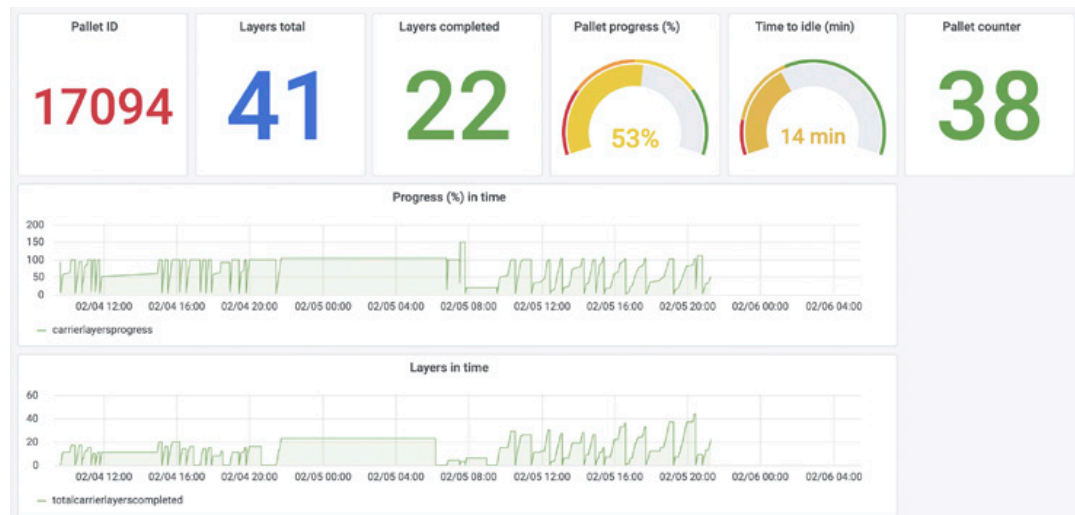 Pallet ID
Layers total
Layers completed
Pallet progress (%)
Time to idle (min)
Pallet counter
17094
41
22
53%
14 min
38
Progress (%) in time
200
150
100
50
0
02/04 12:00 02/04 16:00 02/04 20:00 02/05 00:00 02/05 04:00 02/05 08:00 02/05 12:00 02/05 16:00 02/05 20:00 02/06 00:00 02/06 04:00
carrierlayersprogress
Layers in time
60
40
20
0
02/04 12:00 02/04 16:00 02/04 20:00 02/05 00:00 02/05 04:00 02/05 08:00 02/05 12:00 02/05 16:00 02/05 20:00 02/06 00:00 02/06 04:00
totalcarrierlayerscompleted